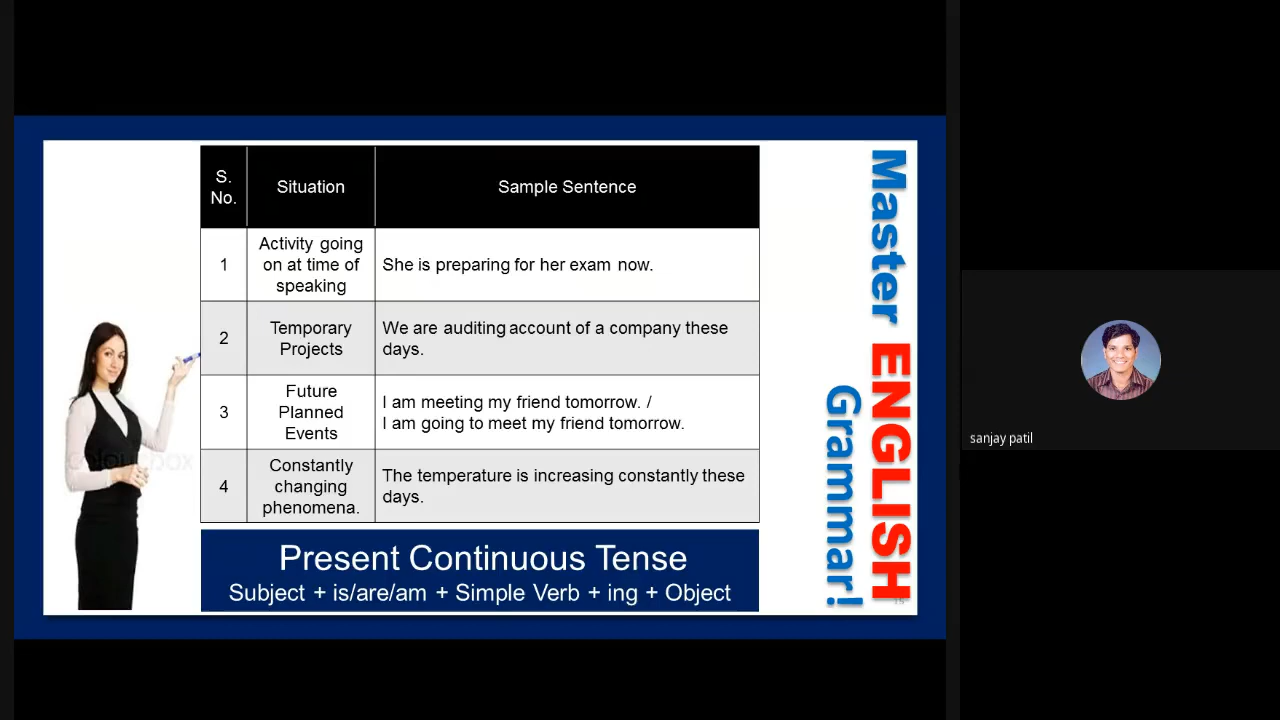 S.
No.
Situation
Sample Sentence
1
Activity going
on at time of
speaking
She is preparing for her exam now.
2
Temporary
Projects
We are auditing account of a company these
days.
3
Future
Planned
Events
I am meeting my friend tomorrow. /
I am going to meet my friend tomorrow.
4
Constantly
changing
phenomena.
The temperature is increasing constantly these
days.
Present Continuous Tense
Subject + is/are/am + Simple Verb + ing + Object
Master ENGLISH
Grammar!
15
colourbox
sanjay patil